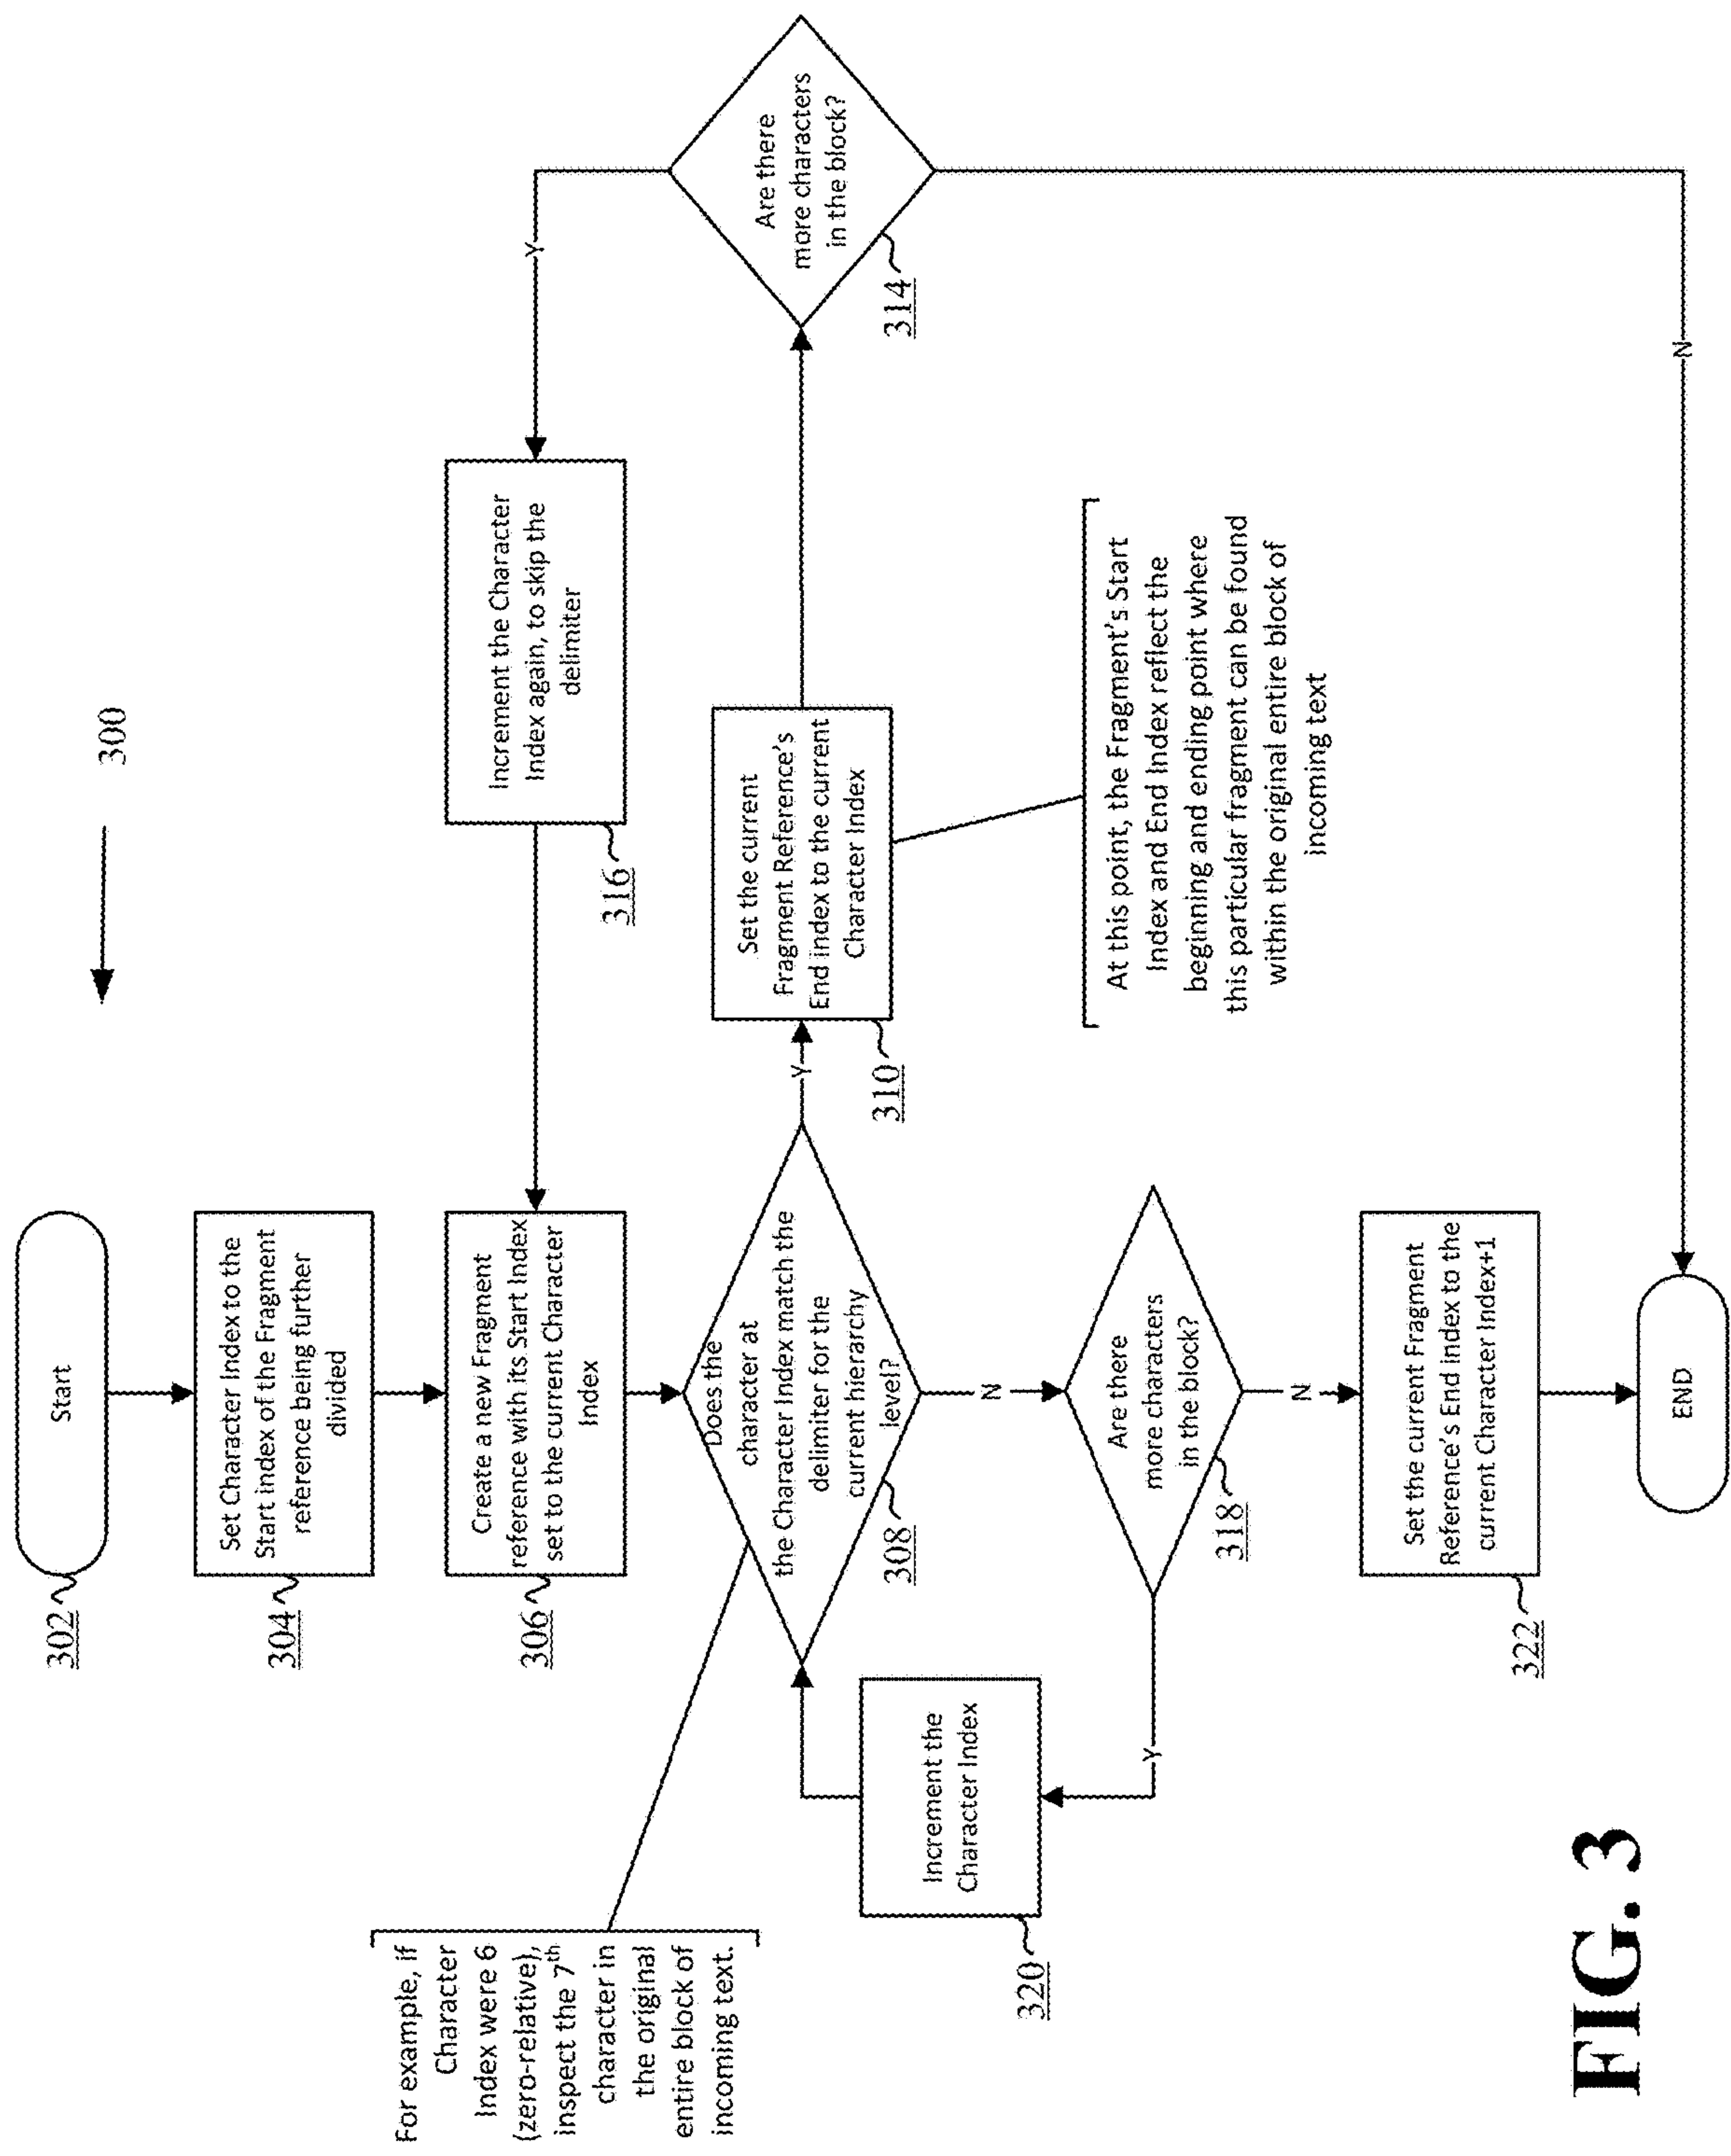 300
Start
302
Set Character Index to the
Start index of the Fragment
reference being further
divided
304
Create a new Fragment
reference with its Start Index
set to the current Character
Index
306
Increment the Character
Index again, to skip the
delimiter
316
For example, if
Character
Index were 6
(zero-relative),
inspect the 7th
character in
the original
entire block of
incoming text.
Does the
character at
the Character Index match the
delimiter for the
current hierarchy
level?
308
Y
Set the current
Fragment Reference's
End index to the current
Character Index
310
Are there
more characters
in the block?
314
Y
N
At this point, the Fragment's Start
Index and End Index reflect the
beginning and ending point where
this particular fragment can be found
within the original entire block of
incoming text
N
Increment the
Character Index
320
Y
Are there
more characters
in the block?
318
N
Set the current Fragment
Reference's End index to the
current Character Index+1
322
END
FIG. 3